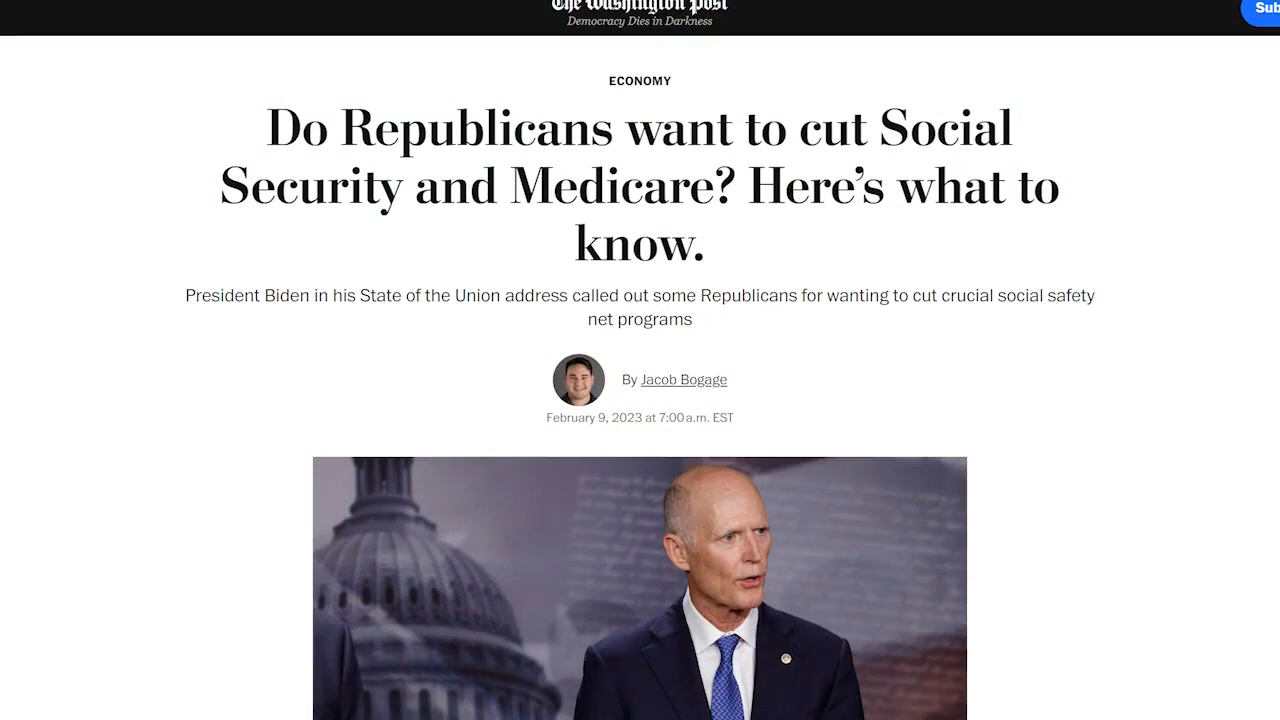 The Washington Post
Democracy Dies in Darkness
Sub
ECONOMY
Do Republicans want to cut Social
Security and Medicare? Here’s what to
know.
President Biden in his State of the Union address called out some Republicans for wanting to cut crucial social safety
net programs
By Jacob Bogage
February 9, 2023 at 7:00 a.m. EST